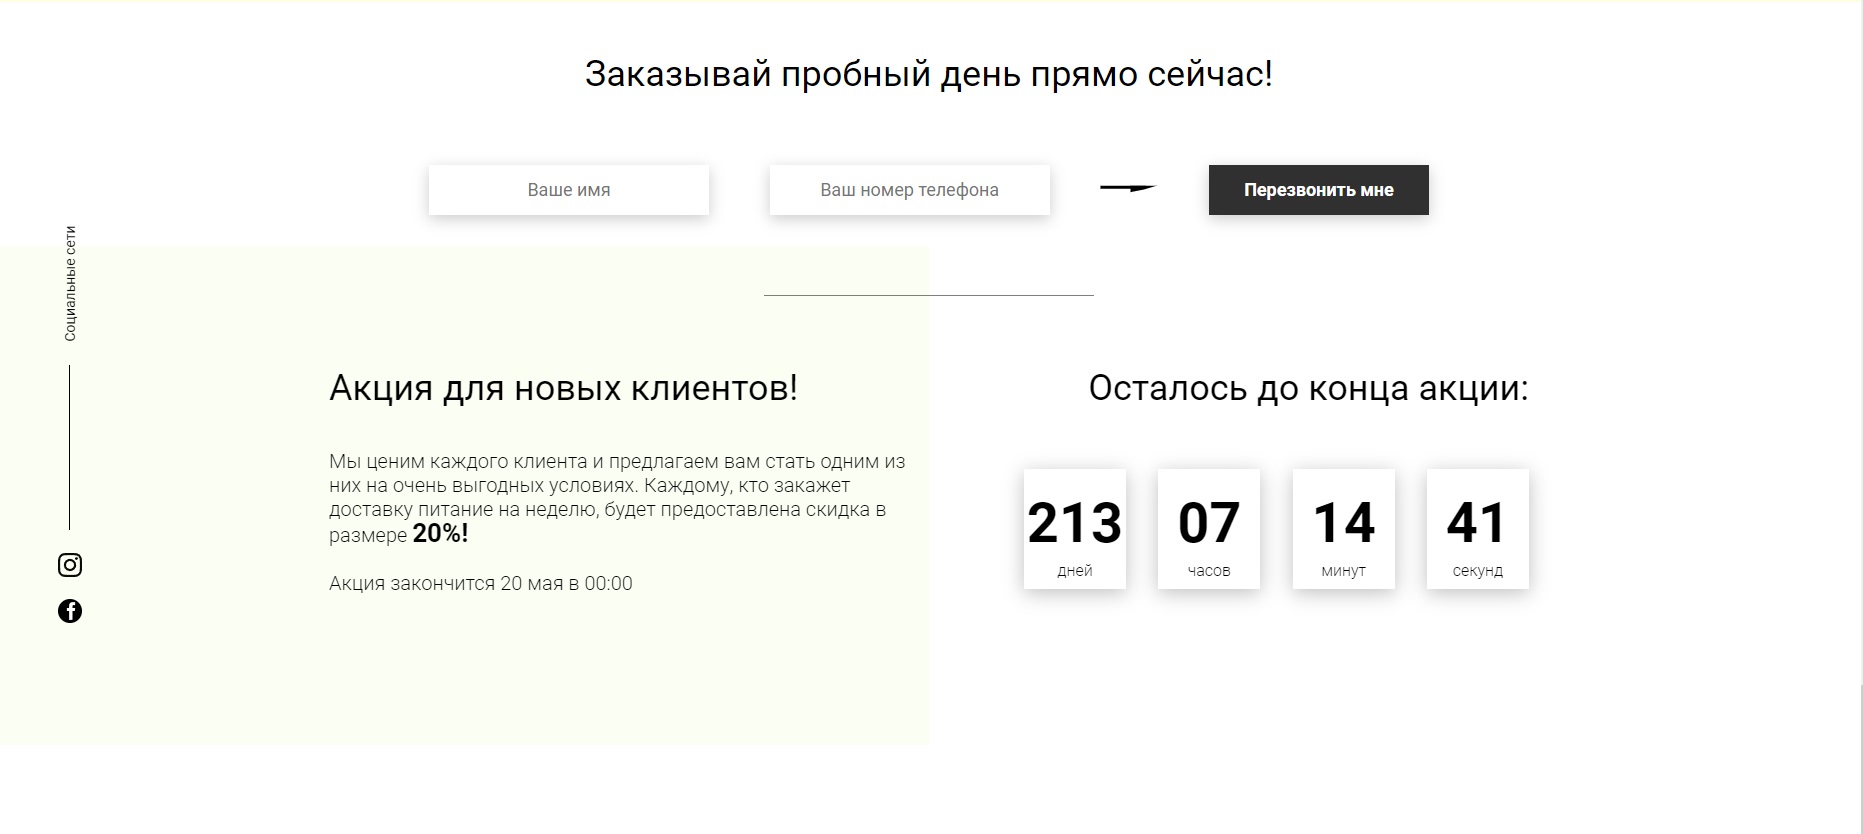 Заказывай пробный день прямо сейчас!
Ваше имя
Ваш номер телефона
Перезвонить мне
Социальные сети
Акция для новых клиентов!
Мы ценим каждого клиента и предлагаем вам стать одним из
них на очень выгодных условиях. Каждому, кто закажет
доставку питание на неделю, будет предоставлена скидка в
размере 20%!
Акция закончится 20 мая в 00:00
Осталось до конца акции:
213 07 14 41
дней часов минут секунд